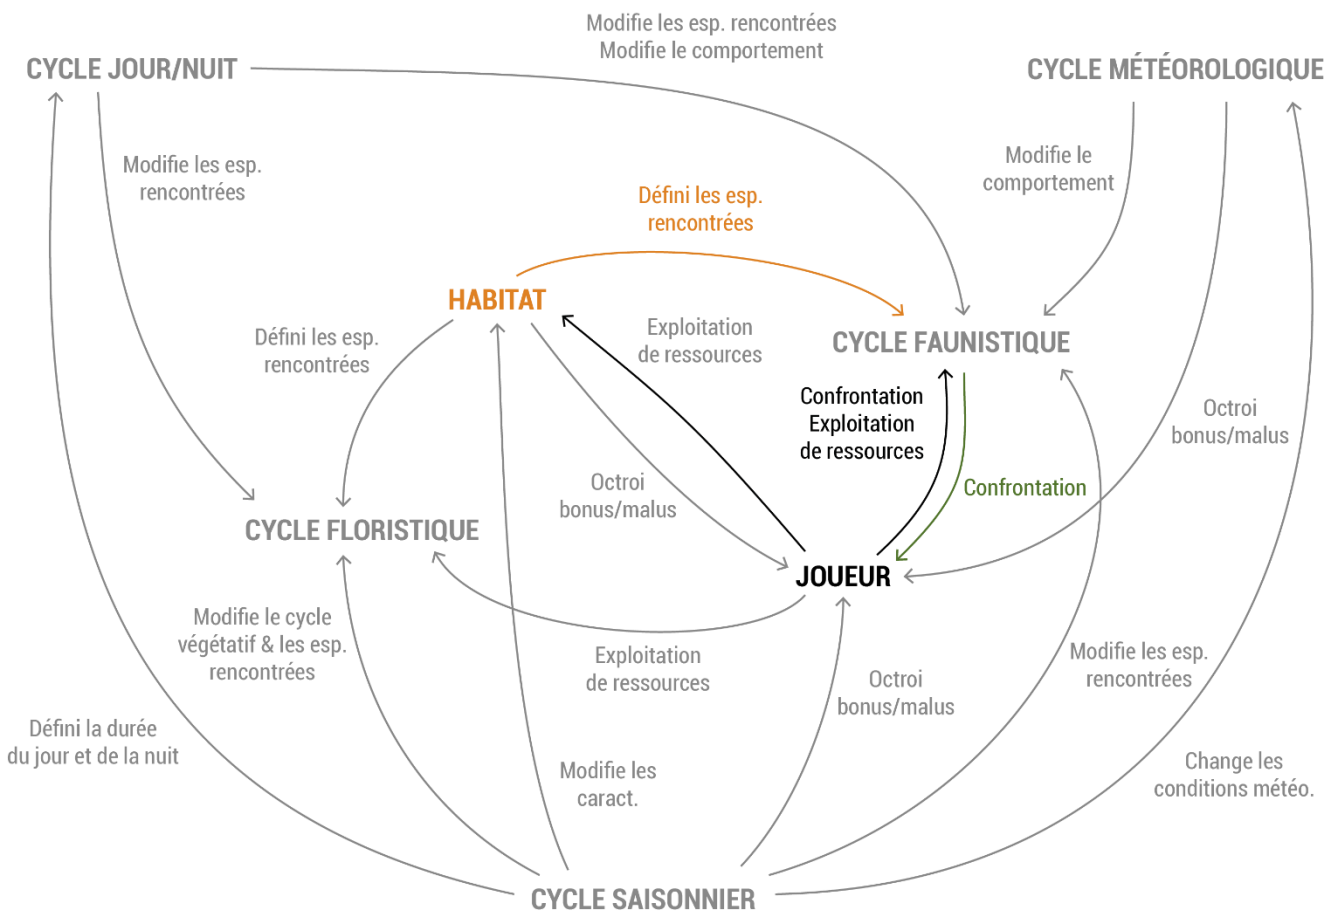 Modifie les esp. rencontrées
Modifie le comportement
CYCLE JOUR/NUIT
CYCLE MÉTÉOROLOGIQUE
Modifie les esp.
rencontrées
Modifie le
comportement
Défini les esp.
rencontrées
HABITAT
Défini les esp.
rencontrées
Exploitation
de ressources
CYCLE FAUNISTIQUE
Confrontation
Exploitation
de ressources
Octroi
bonus/malus
Octroi
bonus/malus
Confrontation
CYCLE FLORISTIQUE
JOUEUR
Modifie le cycle
végétatif & les esp.
rencontrées
Exploitation
de ressources
Octroi
bonus/malus
Modifie les esp.
rencontrées
Défini la durée
du jour et de la nuit
Modifie les
caract.
Change les
conditions météo.
CYCLE SAISONNIER